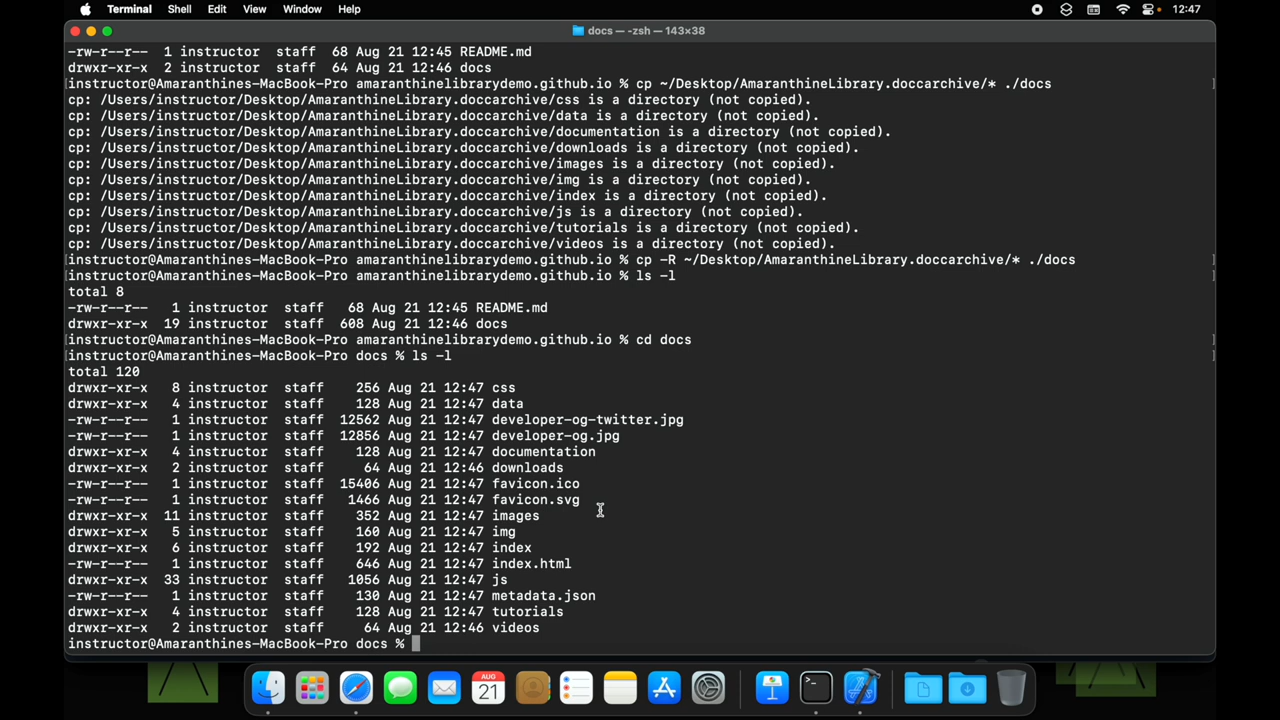 Terminal Shell Edit View Window Help 12:47
docs — -zsh — 143×38
-rw-r--r-- 1 instructor staff 68 Aug 21 12:45 README.md
drwxr-xr-x 2 instructor staff 64 Aug 21 12:46 docs
[instructor@Amaranthines-MacBook-Pro amaranthinelibrarydemo.github.io % cp ~/Desktop/AmaranthineLibrary.doccarchive/* ./docs ]
cp: /Users/instructor/Desktop/AmaranthineLibrary.doccarchive/css is a directory (not copied).
cp: /Users/instructor/Desktop/AmaranthineLibrary.doccarchive/data is a directory (not copied).
cp: /Users/instructor/Desktop/AmaranthineLibrary.doccarchive/documentation is a directory (not copied).
cp: /Users/instructor/Desktop/AmaranthineLibrary.doccarchive/downloads is a directory (not copied).
cp: /Users/instructor/Desktop/AmaranthineLibrary.doccarchive/images is a directory (not copied).
cp: /Users/instructor/Desktop/AmaranthineLibrary.doccarchive/img is a directory (not copied).
cp: /Users/instructor/Desktop/AmaranthineLibrary.doccarchive/index is a directory (not copied).
cp: /Users/instructor/Desktop/AmaranthineLibrary.doccarchive/js is a directory (not copied).
cp: /Users/instructor/Desktop/AmaranthineLibrary.doccarchive/tutorials is a directory (not copied).
cp: /Users/instructor/Desktop/AmaranthineLibrary.doccarchive/videos is a directory (not copied).
[instructor@Amaranthines-MacBook-Pro amaranthinelibrarydemo.github.io % cp -R ~/Desktop/AmaranthineLibrary.doccarchive/* ./docs ]
[instructor@Amaranthines-MacBook-Pro amaranthinelibrarydemo.github.io % ls -l ]
total 8
-rw-r--r-- 1 instructor staff 68 Aug 21 12:45 README.md
drwxr-xr-x 19 instructor staff 608 Aug 21 12:46 docs
[instructor@Amaranthines-MacBook-Pro amaranthinelibrarydemo.github.io % cd docs ]
[instructor@Amaranthines-MacBook-Pro docs % ls -l ]
total 120
drwxr-xr-x 8 instructor staff 256 Aug 21 12:47 css
drwxr-xr-x 4 instructor staff 128 Aug 21 12:47 data
-rw-r--r-- 1 instructor staff 12562 Aug 21 12:47 developer-og-twitter.jpg
-rw-r--r-- 1 instructor staff 12856 Aug 21 12:47 developer-og.jpg
drwxr-xr-x 4 instructor staff 128 Aug 21 12:47 documentation
drwxr-xr-x 2 instructor staff 64 Aug 21 12:46 downloads
-rw-r--r-- 1 instructor staff 15406 Aug 21 12:47 favicon.ico
-rw-r--r-- 1 instructor staff 1466 Aug 21 12:47 favicon.svg
drwxr-xr-x 11 instructor staff 352 Aug 21 12:47 images
drwxr-xr-x 5 instructor staff 160 Aug 21 12:47 img
drwxr-xr-x 6 instructor staff 192 Aug 21 12:47 index
-rw-r--r-- 1 instructor staff 646 Aug 21 12:47 index.html
drwxr-xr-x 33 instructor staff 1056 Aug 21 12:47 js
-rw-r--r-- 1 instructor staff 130 Aug 21 12:47 metadata.json
drwxr-xr-x 4 instructor staff 128 Aug 21 12:47 tutorials
drwxr-xr-x 2 instructor staff 64 Aug 21 12:46 videos
instructor@Amaranthines-MacBook-Pro docs %
AUG
21